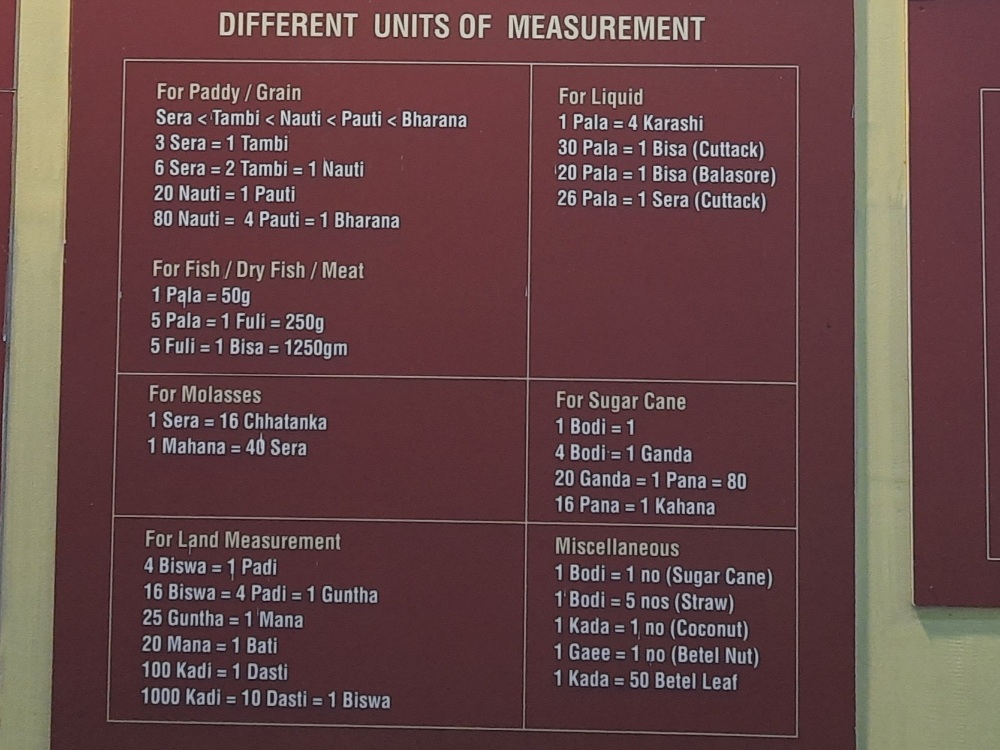 DIFFERENT UNITS OF MEASUREMENT
For Paddy / Grain
Sera < Tambi < Nauti < Pauti < Bharana
3 Sera = 1 Tambi
6 Sera = 2 Tambi = 1 Nauti
20 Nauti = 1 Pauti
80 Nauti = 4 Pauti = 1 Bharana
For Fish / Dry Fish / Meat
1 Pala = 50g
5 Pala = 1 Fuli = 250g
5 Fuli = 1 Bisa = 1250gm
For Liquid
1 Pala = 4 Karashi
30 Pala = 1 Bisa (Cuttack)
20 Pala = 1 Bisa (Balasore)
26 Pala = 1 Sera (Cuttack)
For Molasses
1 Sera = 16 Chhatanka
1 Mahana = 40 Sera
For Sugar Cane
1 Bodi = 1
4 Bodi = 1 Ganda
20 Ganda = 1 Pana = 80
16 Pana = 1 Kahana
For Land Measurement
4 Biswa = 1 Padi
16 Biswa = 4 Padi = 1 Guntha
25 Guntha = 1 Mana
20 Mana = 1 Bati
100 Kadi = 1 Dasti
1000 Kadi = 10 Dasti = 1 Biswa
Miscellaneous
1 Bodi = 1 no (Sugar Cane)
1 Bodi = 5 nos (Straw)
1 Kada = 1 no (Coconut)
1 Gaee = 1 no (Betel Nut)
1 Kada = 50 Betel Leaf